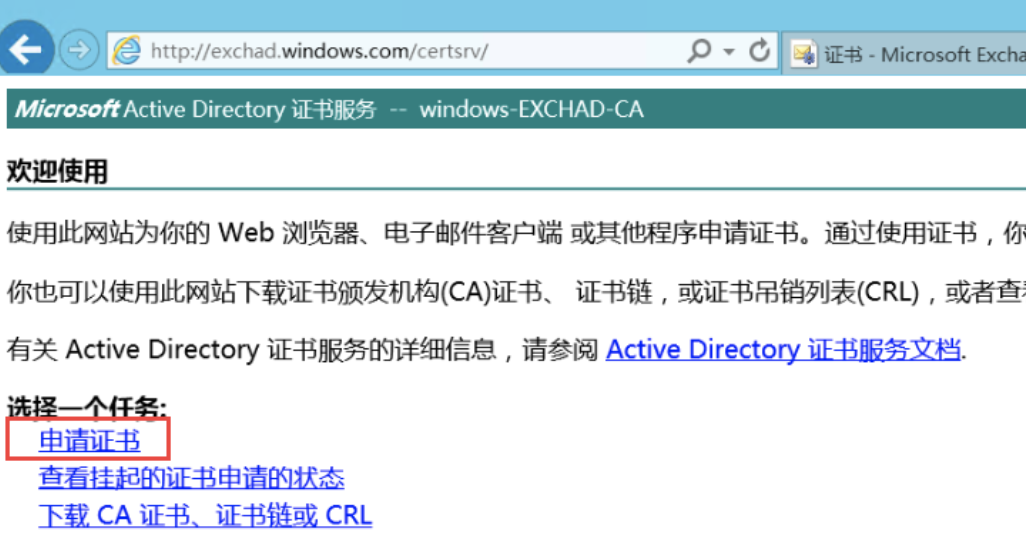 http://exchad.windows.com/certsrv/
证书 - Microsoft Excha
Microsoft Active Directory 证书服务 -- windows-EXCHAD-CA
欢迎使用
使用此网站为你的 Web 浏览器、电子邮件客户端 或其他程序申请证书。通过使用证书，你
你也可以使用此网站下载证书颁发机构(CA)证书、 证书链，或证书吊销列表(CRL)，或者查看
有关 Active Directory 证书服务的详细信息，请参阅 Active Directory 证书服务文档.
选择一个任务:
申请证书
查看挂起的证书申请的状态
下载 CA 证书、证书链或 CRL